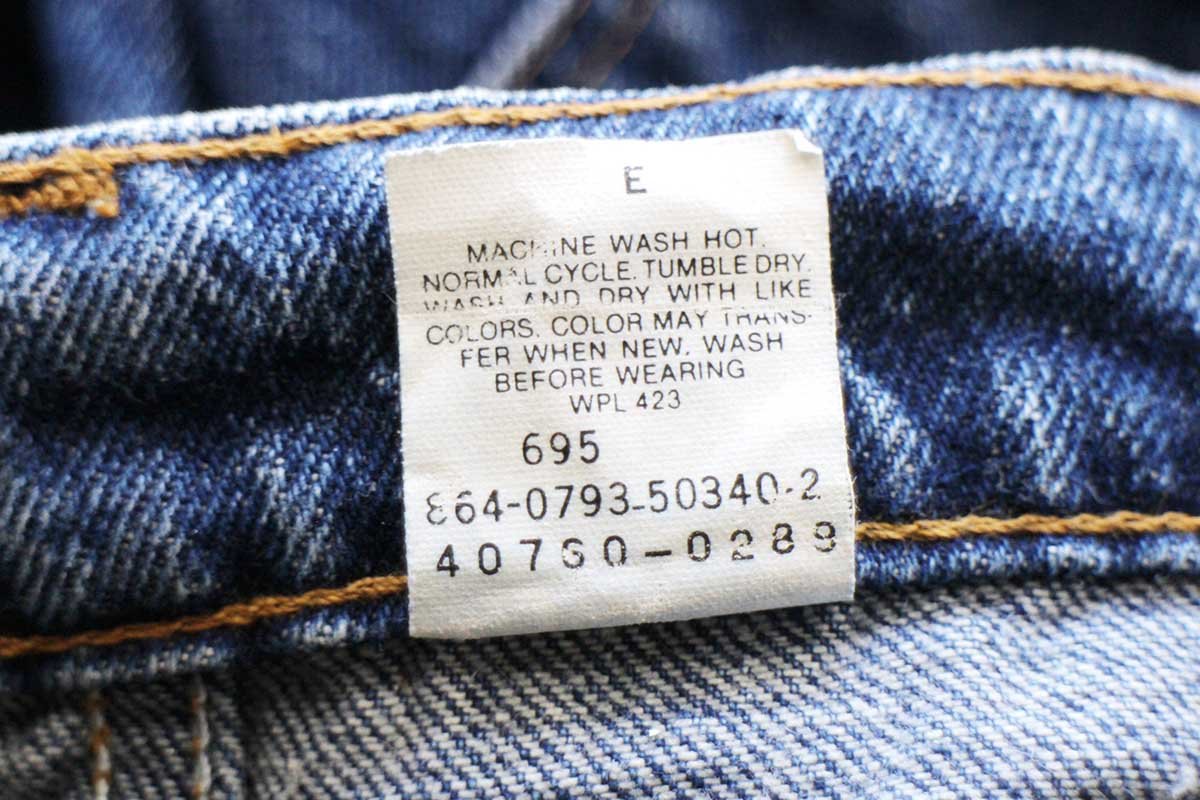 E
MACHINE WASH HOT.
NORMAL CYCLE. TUMBLE DRY.
WASH AND DRY WITH LIKE
COLORS. COLOR MAY TRANS-
FER WHEN NEW. WASH
BEFORE WEARING
WPL 423
695
864-0793-50340-2
40760-0289